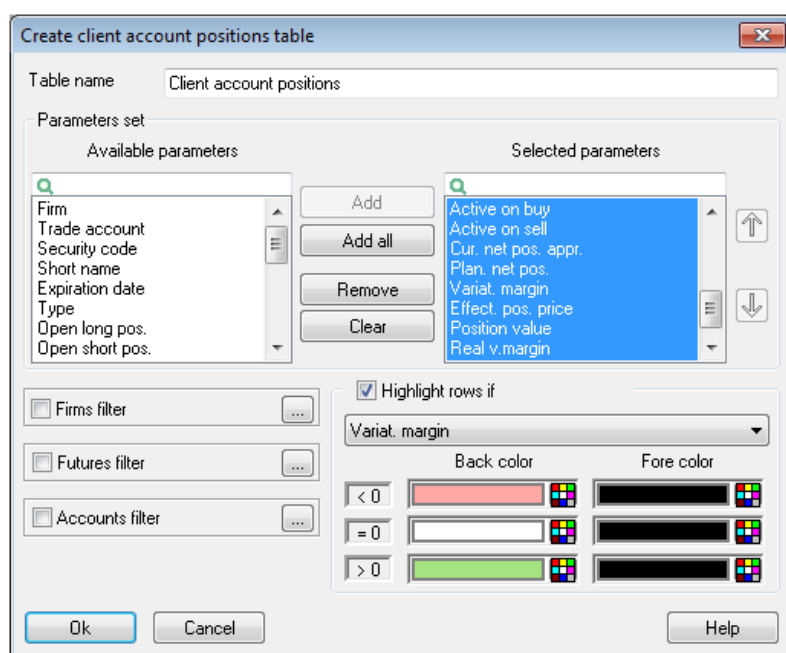 Create client account positions table
Table name
Client account positions
Parameters set
Available parameters
Selected parameters
Firm
Trade account
Security code
Short name
Expiration date
Type
Open long pos.
Open short pos.
Add
Add all
Remove
Clear
Active on buy
Active on sell
Cur. net pos. appr.
Plan. net pos.
Variat. margin
Effect. pos. price
Position value
Real v.margin
Firms filter
...
Futures filter
...
Accounts filter
...
Highlight rows if
Variat. margin
Back color
Fore color
< 0
= 0
> 0
Ok
Cancel
Help